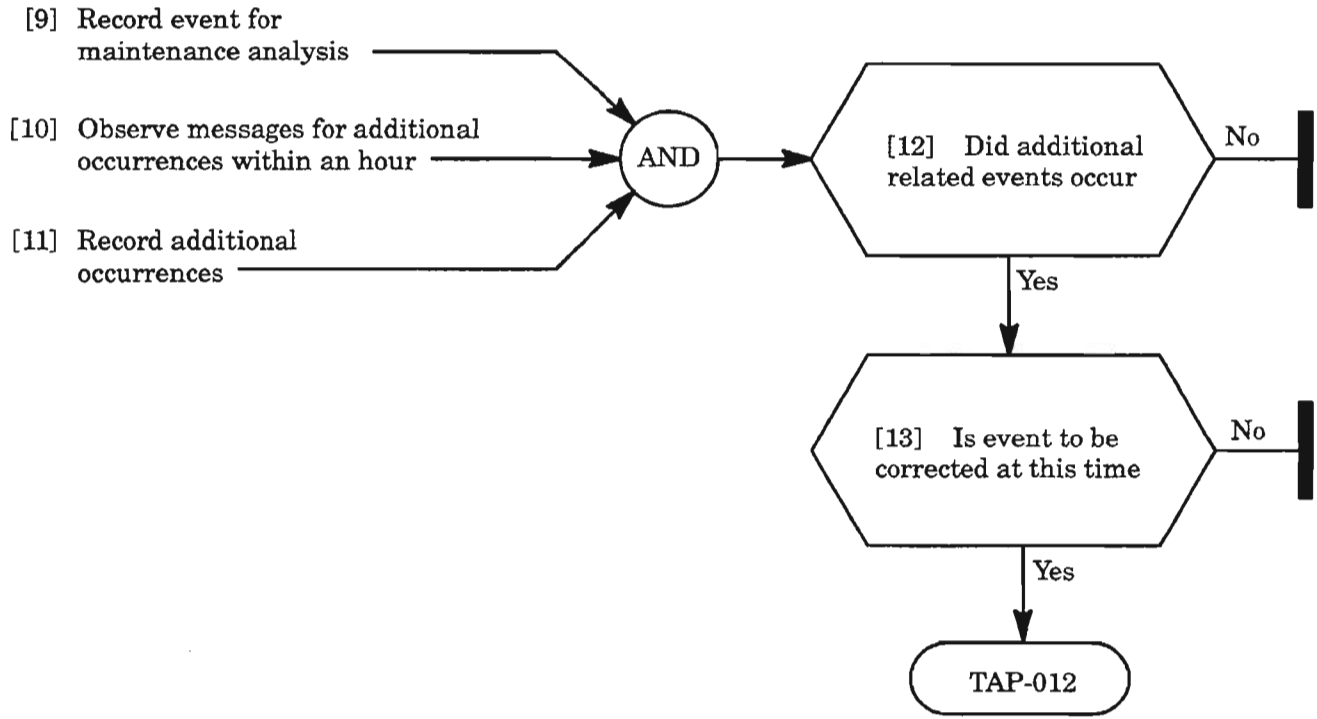 [9] Record event for
maintenance analysis
[10] Observe messages for additional
occurrences within an hour
[11] Record additional
occurrences
AND
[12] Did additional
related events occur
No
Yes
[13] Is event to be
corrected at this time
No
Yes
TAP-012